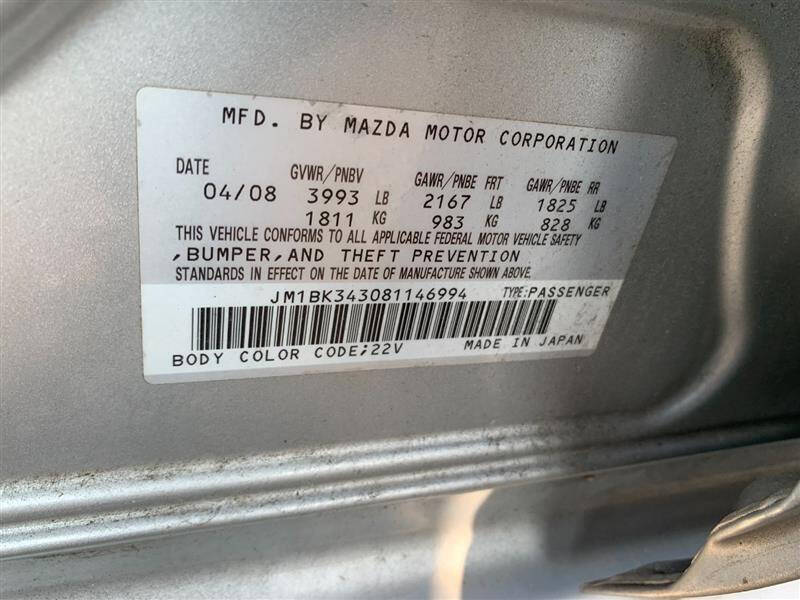 MFD. BY MAZDA MOTOR CORPORATION
DATE GVWR/PNBV GAWR/PNBE FRT GAWR/PNBE RR
04/08 3993 LB 2167 LB 1825 LB
1811 KG 983 KG 828 KG
THIS VEHICLE CONFORMS TO ALL APPLICABLE FEDERAL MOTOR VEHICLE SAFETY
,BUMPER,AND THEFT PREVENTION
STANDARDS IN EFFECT ON THE DATE OF MANUFACTURE SHOWN ABOVE.
JM1BK343081146994 TYPE:PASSENGER
BODY COLOR CODE;22V MADE IN JAPAN